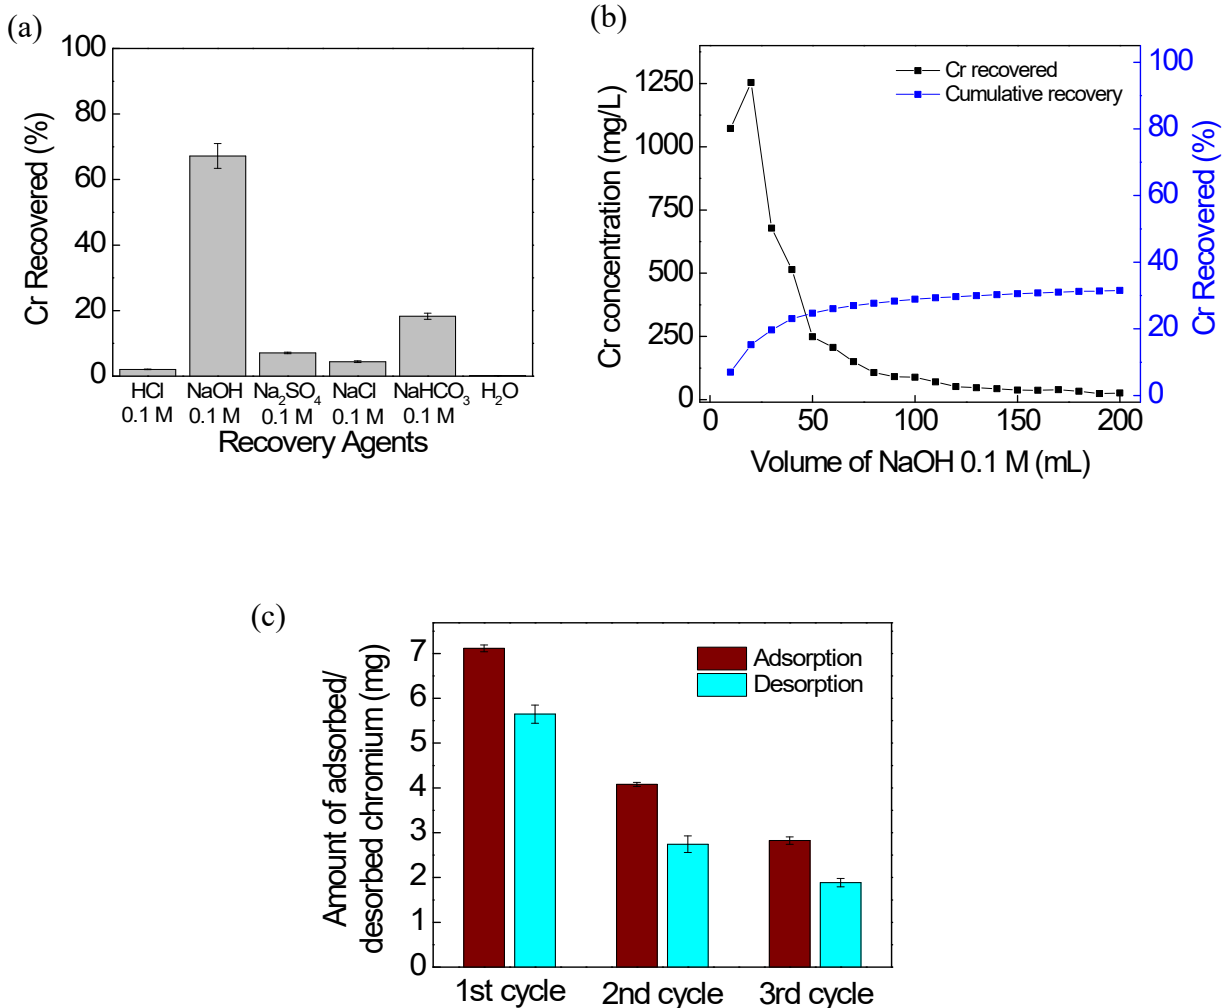 (a)
100
80
60
40
20
0
Cr Recovered (%)
HCl NaOH Na₂SO₄ NaCl NaHCO₃ H₂O
0.1 M 0.1 M 0.1 M 0.1 M 0.1 M
Recovery Agents
(b)
1250
1000
750
500
250
0
Cr concentration (mg/L)
Cr recovered
Cumulative recovery
100
80
60
40
20
0
Cr Recovered (%)
0 50 100 150 200
Volume of NaOH 0.1 M (mL)
(c)
7
6
5
4
3
2
1
0
Amount of adsorbed/
desorbed chromium (mg)
Adsorption
Desorption
1st cycle 2nd cycle 3rd cycle